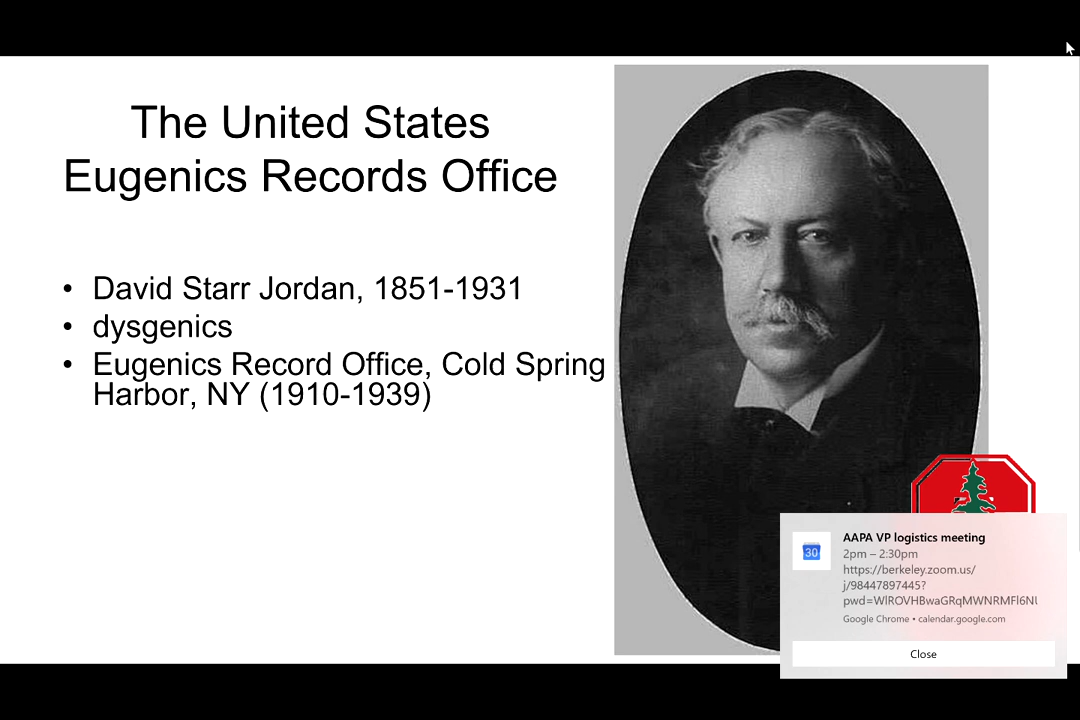 The United States
Eugenics Records Office
• David Starr Jordan, 1851-1931
• dysgenics
• Eugenics Record Office, Cold Spring
Harbor, NY (1910-1939)
30
AAPA VP logistics meeting
2pm – 2:30pm
https://berkeley.zoom.us/
j/98447897445?
Google Chrome • calendar.google.com
Close